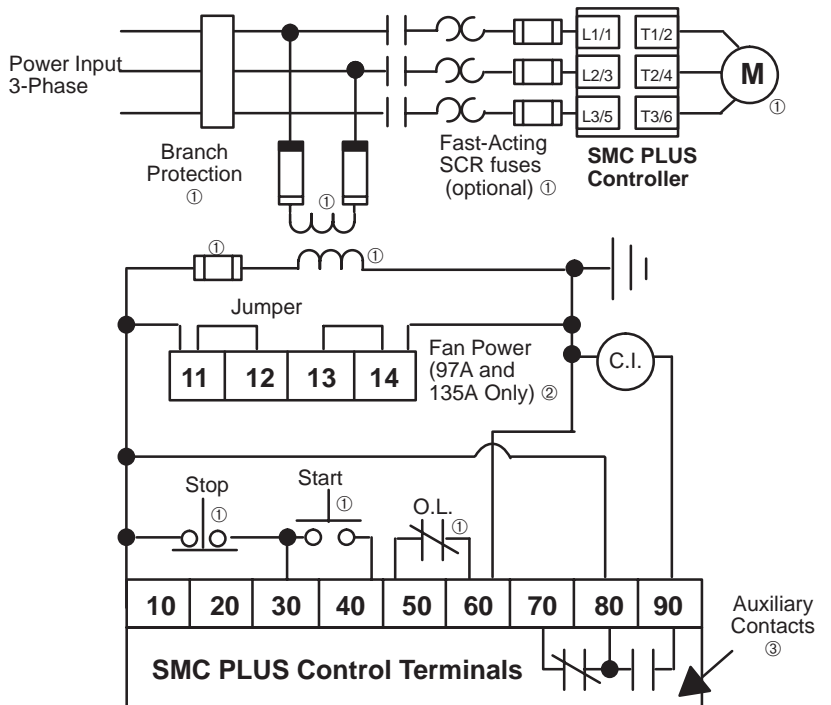 Power Input
3-Phase
L1/1 T1/2
L2/3 T2/4
L3/5 T3/6
M
①
Branch
Protection
①
①
Fast-Acting
SCR fuses
(optional) ①
SMC PLUS
Controller
①
①
Jumper
11 12 13 14
Fan Power
(97A and
135A Only) ②
C.I.
Stop
①
Start
①
O.L.
①
10 20 30 40 50 60 70 80 90
SMC PLUS Control Terminals
Auxiliary
Contacts
③